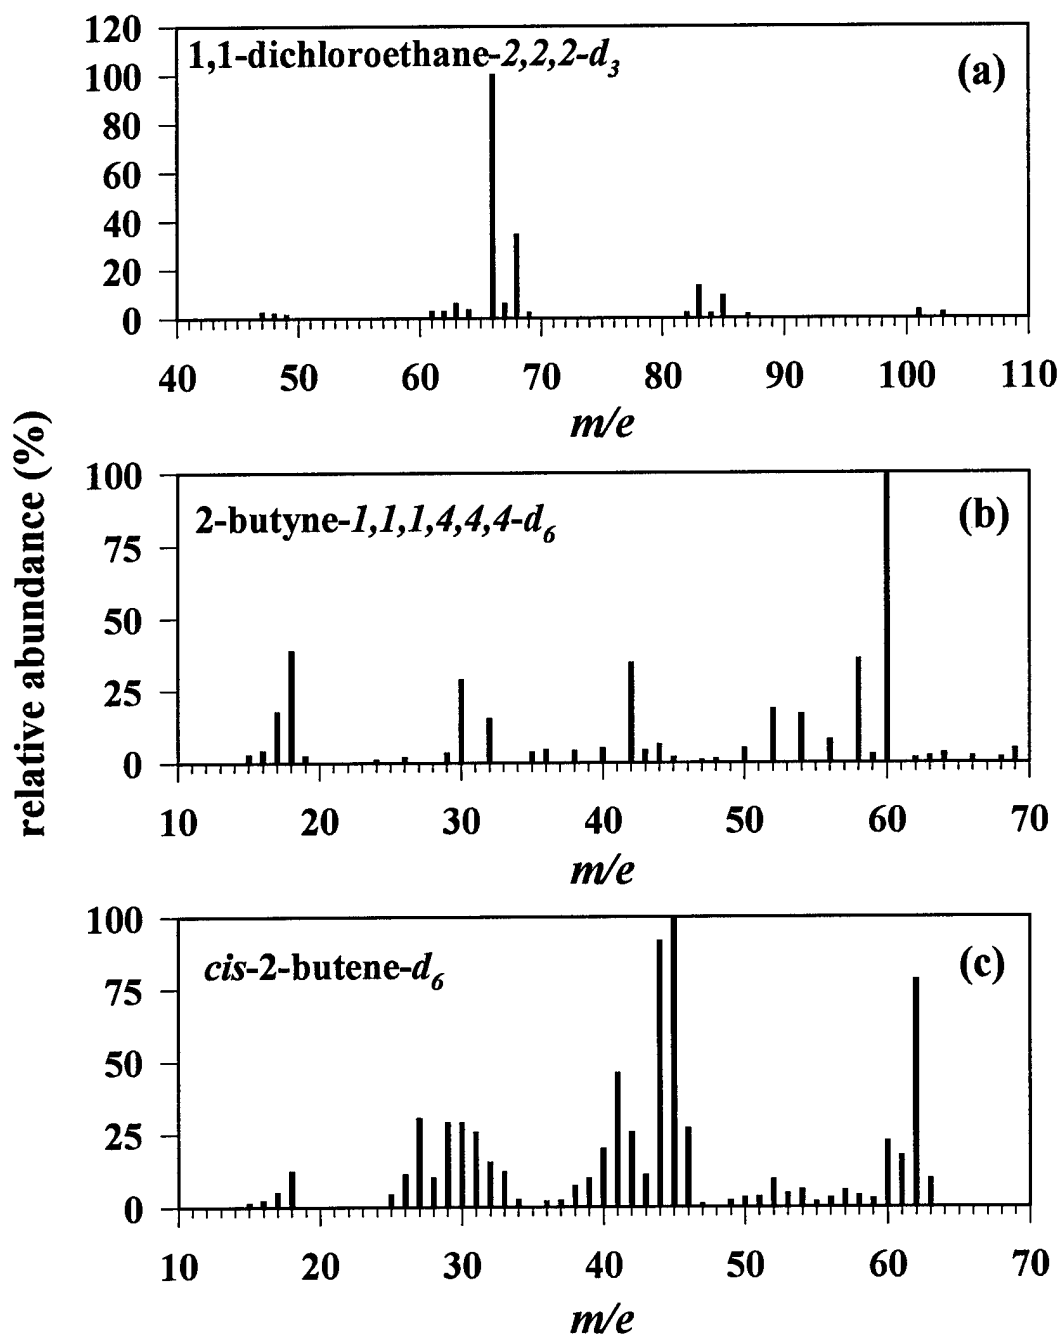 relative abundance (%)
120
100
80
60
40
20
0
1,1-dichloroethane-2,2,2-d3
(a)
40 50 60 70 80 90 100 110
m/e
100
75
50
25
0
2-butyne-1,1,1,4,4,4-d6
(b)
10 20 30 40 50 60 70
m/e
100
75
50
25
0
cis-2-butene-d6
(c)
10 20 30 40 50 60 70
m/e